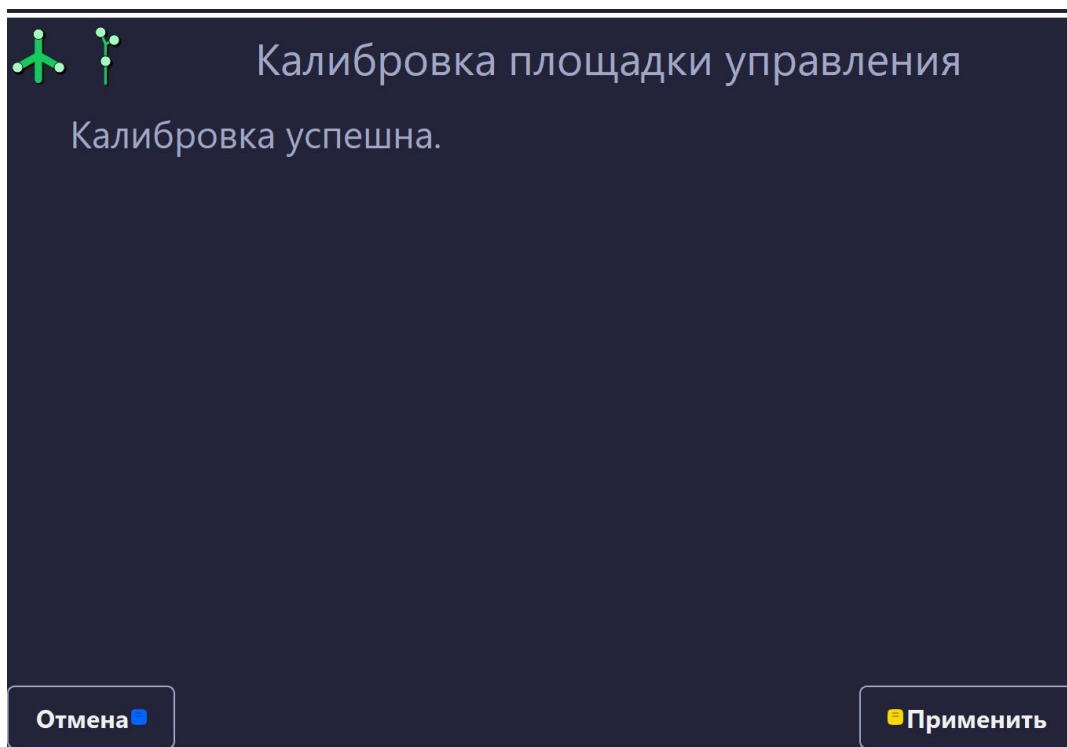 Калибровка площадки управления
Калибровка успешна.
Отмена
Применить